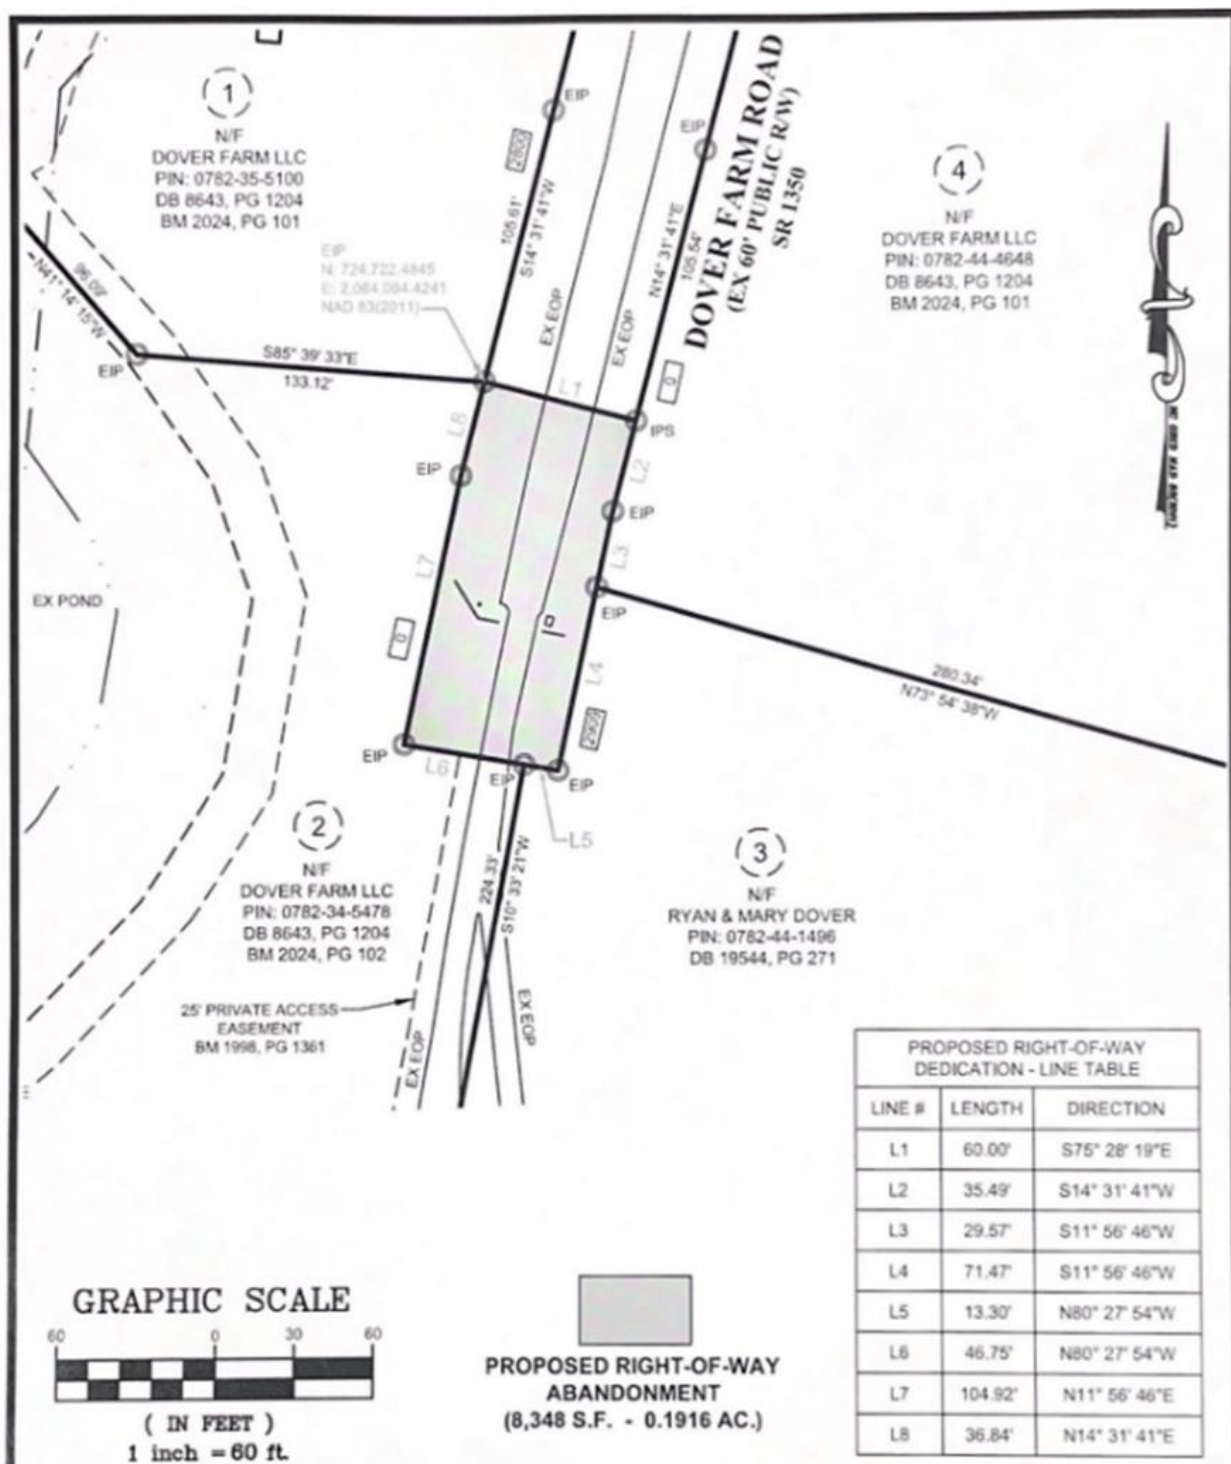 1
N/F
DOVER FARM LLC
PIN: 0782-35-5100
DB 8643, PG 1204
BM 2024, PG 101
EIP
2800
105.61'
S14° 31' 41"W
EIP
N14° 31' 41"E
105.54'
DOVER FARM ROAD
(EX 60' PUBLIC R/W)
SR 1350
4
N/F
DOVER FARM LLC
PIN: 0782-44-4648
DB 8643, PG 1204
BM 2024, PG 101
EIP
N: 724,722.4845
E: 2,084,084.4241
NAD 83(2011)
96.09'
N41° 14' 15"W
EIP
S85° 39' 33"E
133.12'
EX EOP
EX EOP
0
L1
IPS
L8
EIP
L2
EIP
L7
L3
EIP
EX POND
0
L4
280.34'
N73° 54' 38"W
2900
EIP
L6
EIP
EIP
L5
2
N/F
DOVER FARM LLC
PIN: 0782-34-5478
DB 8643, PG 1204
BM 2024, PG 102
224.33'
S10° 33' 21"W
3
N/F
RYAN & MARY DOVER
PIN: 0782-44-1496
DB 19544, PG 271
25' PRIVATE ACCESS
EASEMENT
BM 1998, PG 1361
EX EOP
EX EOP
PROPOSED RIGHT-OF-WAY
DEDICATION - LINE TABLE
LINE # LENGTH DIRECTION
L1 60.00' S75° 28' 19"E
L2 35.49' S14° 31' 41"W
L3 29.57' S11° 56' 46"W
L4 71.47' S11° 56' 46"W
L5 13.30' N80° 27' 54"W
L6 46.75' N80° 27' 54"W
L7 104.92' N11° 56' 46"E
L8 36.84' N14° 31' 41"E
GRAPHIC SCALE
60 0 30 60
( IN FEET )
1 inch = 60 ft.
PROPOSED RIGHT-OF-WAY
ABANDONMENT
(8,348 S.F. - 0.1916 AC.)